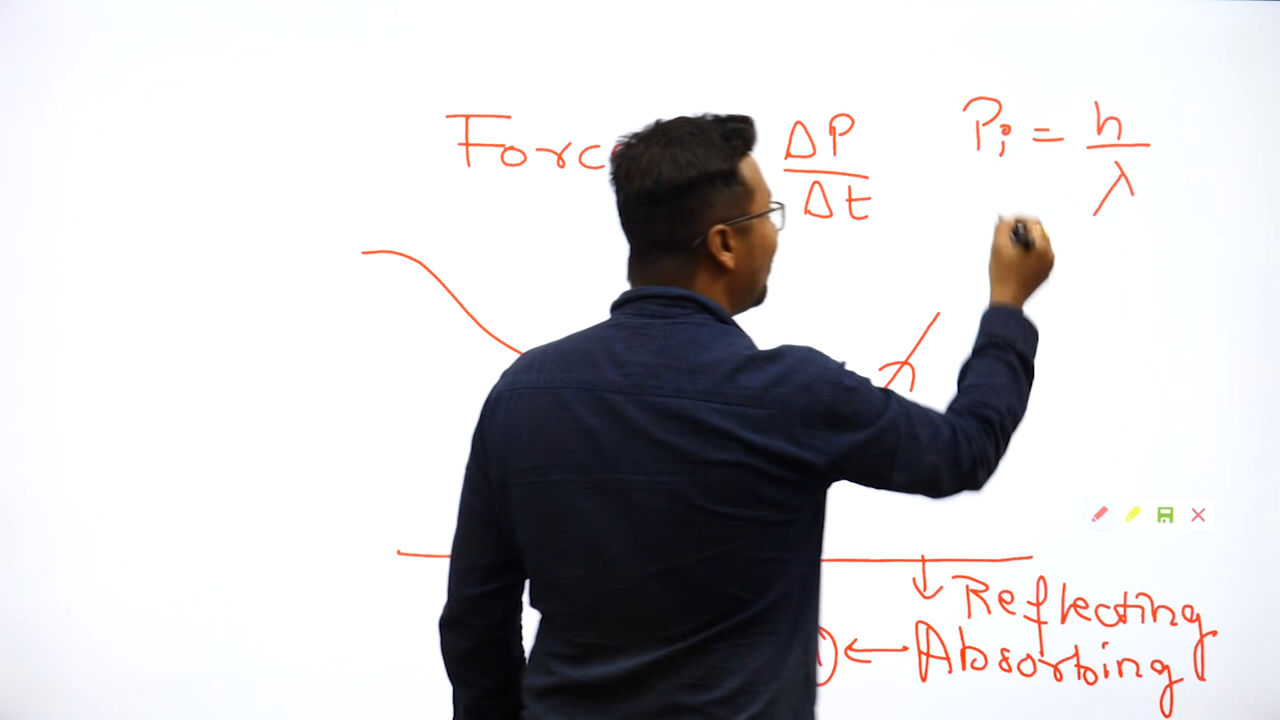 Forc ΔP/Δt Pi = h/λ
Reflecting
Absorbing